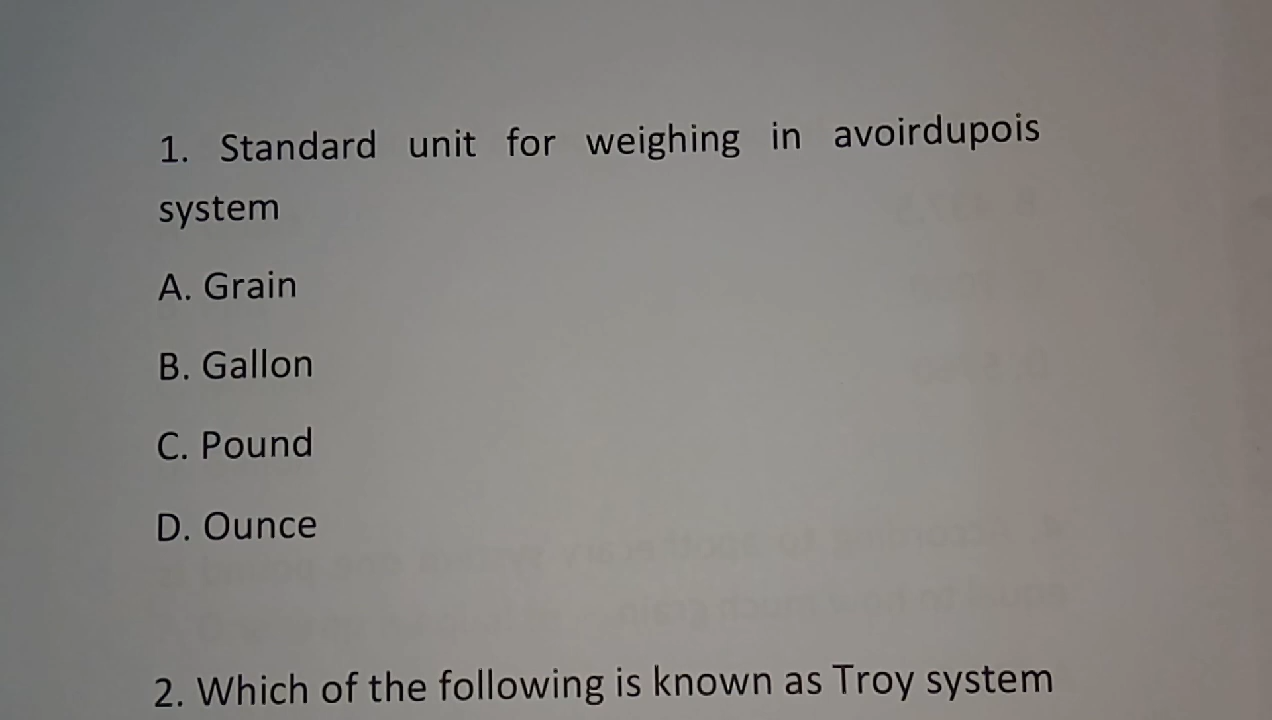 1. Standard unit for weighing in avoirdupois
system
A. Grain
B. Gallon
C. Pound
D. Ounce
2. Which of the following is known as Troy system